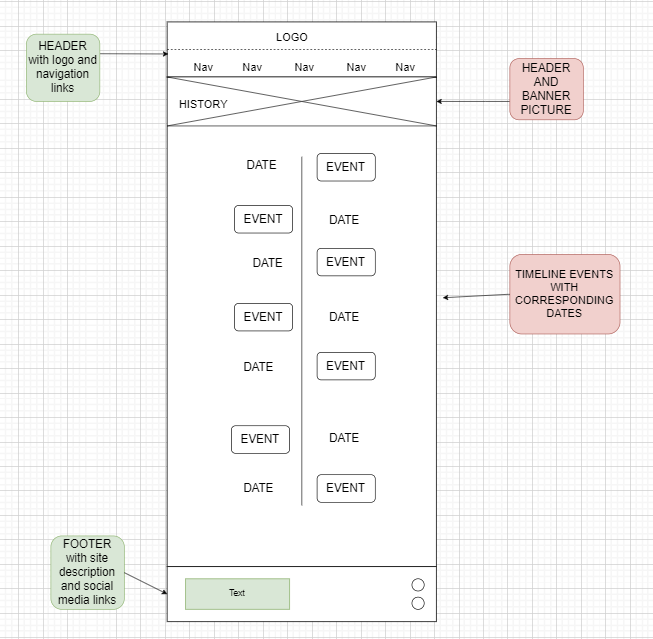 HEADER
with logo and
navigation
links
LOGO
Nav Nav Nav Nav Nav
HISTORY
HEADER
AND
BANNER
PICTURE
DATE EVENT
EVENT DATE
DATE EVENT
EVENT DATE
DATE EVENT
EVENT DATE
DATE EVENT
TIMELINE EVENTS
WITH
CORRESPONDING
DATES
FOOTER
with site
description
and social
media links
Text